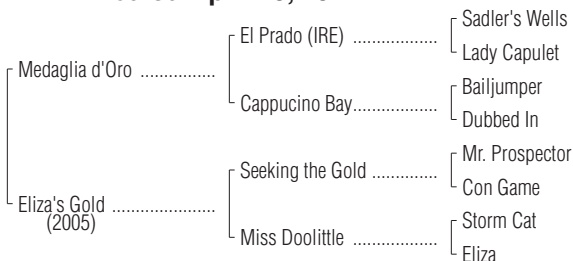 Sadler's Wells
El Prado (IRE) ...................
Lady Capulet
Medaglia d'Oro ................
Bailjumper
Cappucino Bay...................
Dubbed In
Mr. Prospector
Seeking the Gold ...............
Con Game
Eliza's Gold ......................
(2005)
Storm Cat
Miss Doolittle ...................
Eliza